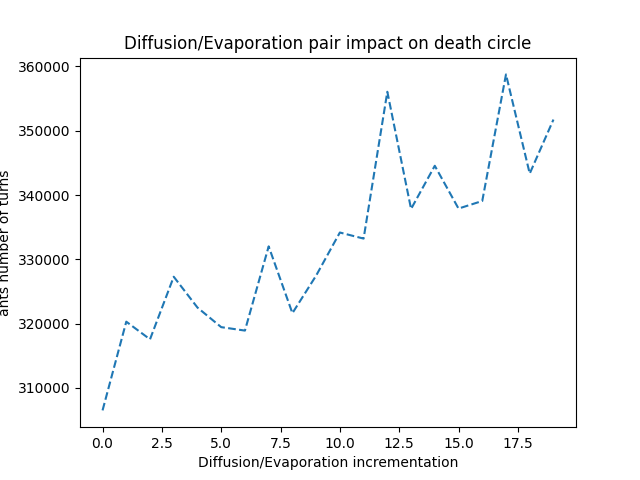 Diffusion/Evaporation pair impact on death circle
360000
350000
340000
330000
320000
310000
ants number of turns
0.0 2.5 5.0 7.5 10.0 12.5 15.0 17.5
Diffusion/Evaporation incrementation